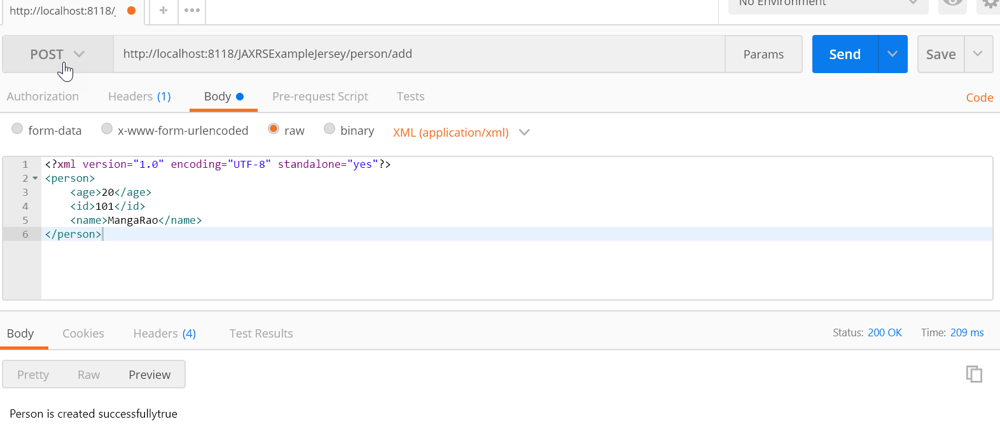 http://localhost:8118/
No Environment
POST http://localhost:8118/JAXRSExampleJersey/person/add Params Send Save
Authorization Headers (1) Body Pre-request Script Tests Code
form-data x-www-form-urlencoded raw binary XML (application/xml)
1 <?xml version="1.0" encoding="UTF-8" standalone="yes"?>
2 <person>
3 <age>20</age>
4 <id>101</id>
5 <name>MangaRao</name>
6 </person>
Body Cookies Headers (4) Test Results Status: 200 OK Time: 209 ms
Pretty Raw Preview
Person is created successfullytrue